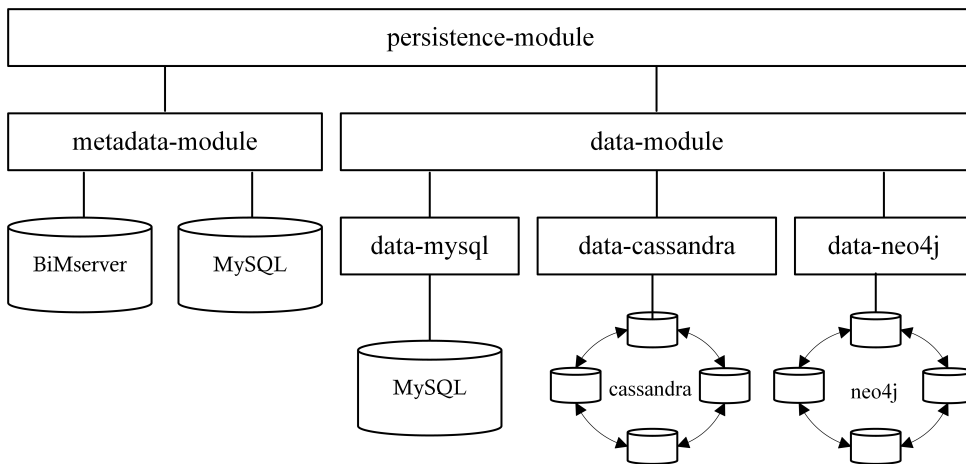 persistence-module
metadata-module
data-module
data-mysql
data-cassandra
data-neo4j
BiMserver
MySQL
MySQL
cassandra
neo4j